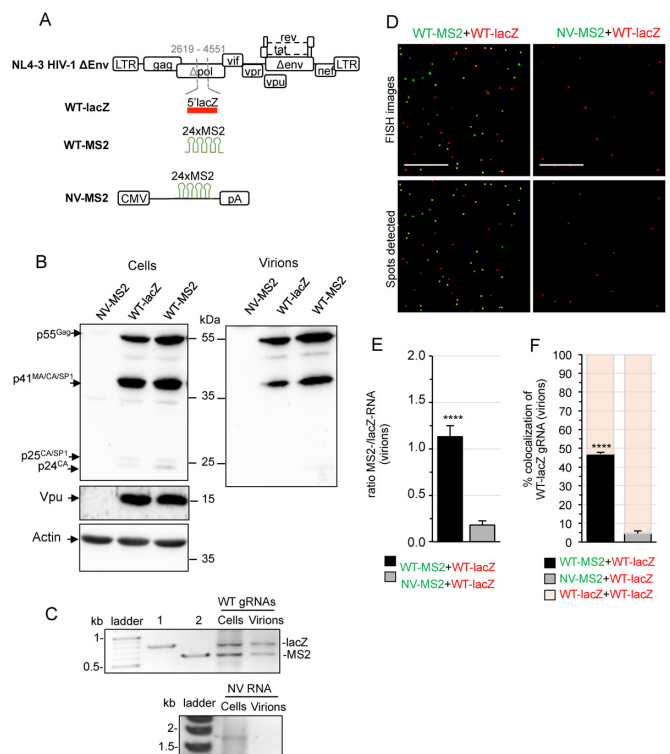 A
2619 - 4551
rev
tat
NL4-3 HIV-1 ΔEnv
LTR
gag
Δpol
vif
vpr
vpu
Δenv
nef
LTR
WT-lacZ
5'lacZ
WT-MS2
24xMS2
NV-MS2
24xMS2
CMV
pA
B
Cells
Virions
NV-MS2
WT-lacZ
WT-MS2
NV-MS2
WT-lacZ
WT-MS2
kDa
p55Gag
55
p41MA/CA/SP1
35
p25CA/SP1
p24CA
25
Vpu
15
Actin
35
C
WT gRNAs
kb
ladder
1
2
Cells
Virions
1-
-lacZ
-MS2
0.5-
NV RNA
kb
ladder
Cells
Virions
2-
1.5-
D
WT-MS2+WT-lacZ
NV-MS2+WT-lacZ
FISH images
Spots detected
E
ratio MS2-/lacZ-RNA
(virions)
2.0
1.5
1.0
0.5
0.0
****
WT-MS2+WT-lacZ
NV-MS2+WT-lacZ
F
% colocalization of
WT-lacZ gRNA (virions)
100
90
80
70
60
50
40
30
20
10
0
****
WT-MS2+WT-lacZ
NV-MS2+WT-lacZ
WT-lacZ+WT-lacZ